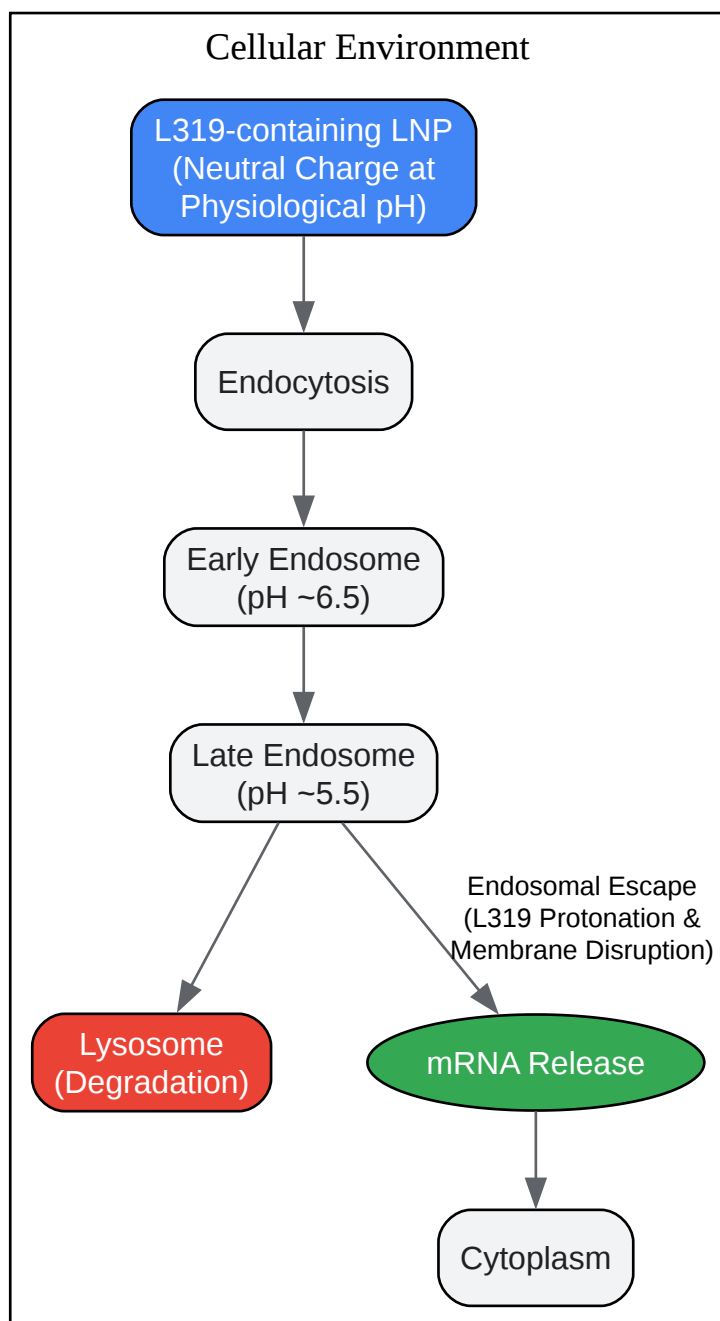 Cellular Environment
L319-containing LNP
(Neutral Charge at
Physiological pH)
Endocytosis
Early Endosome
(pH ~6.5)
Late Endosome
(pH ~5.5)
Endosomal Escape
(L319 Protonation &
Membrane Disruption)
Lysosome
(Degradation)
mRNA Release
Cytoplasm